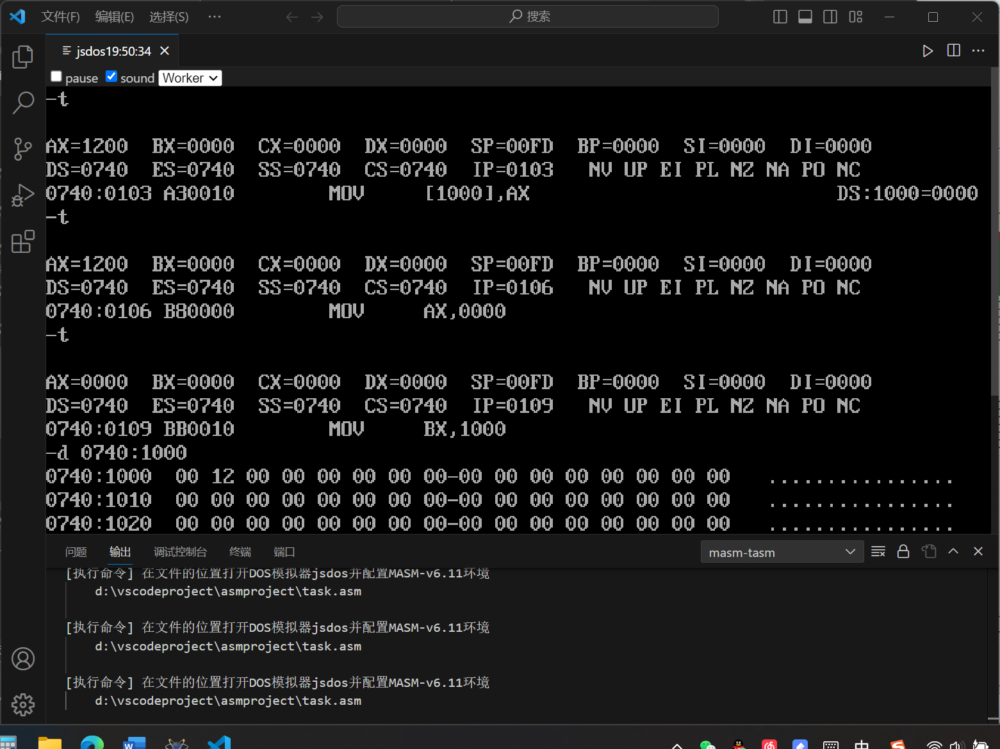 文件(F) 编辑(E) 选择(S) ··· 搜索
jsdos19:50:34
pause sound Worker
-t
AX=1200 BX=0000 CX=0000 DX=0000 SP=00FD BP=0000 SI=0000 DI=0000
DS=0740 ES=0740 SS=0740 CS=0740 IP=0103 NV UP EI PL NZ NA PO NC
0740:0103 A30010 MOV [1000],AX DS:1000=0000
-t
AX=1200 BX=0000 CX=0000 DX=0000 SP=00FD BP=0000 SI=0000 DI=0000
DS=0740 ES=0740 SS=0740 CS=0740 IP=0106 NV UP EI PL NZ NA PO NC
0740:0106 B80000 MOV AX,0000
-t
AX=0000 BX=0000 CX=0000 DX=0000 SP=00FD BP=0000 SI=0000 DI=0000
DS=0740 ES=0740 SS=0740 CS=0740 IP=0109 NV UP EI PL NZ NA PO NC
0740:0109 BB0010 MOV BX,1000
-d 0740:1000
0740:1000 00 12 00 00 00 00 00 00-00 00 00 00 00 00 00 00 ................
0740:1010 00 00 00 00 00 00 00 00-00 00 00 00 00 00 00 00 ................
0740:1020 00 00 00 00 00 00 00 00-00 00 00 00 00 00 00 00 ................
问题 输出 调试控制台 终端 端口 masm-tasm
[执行命令] 在文件的位置打开DOS模拟器jsdos并配置MASM-v6.11环境
d:\vscodeproject\asmproject\task.asm
[执行命令] 在文件的位置打开DOS模拟器jsdos并配置MASM-v6.11环境
d:\vscodeproject\asmproject\task.asm
[执行命令] 在文件的位置打开DOS模拟器jsdos并配置MASM-v6.11环境
d:\vscodeproject\asmproject\task.asm
W 中 S